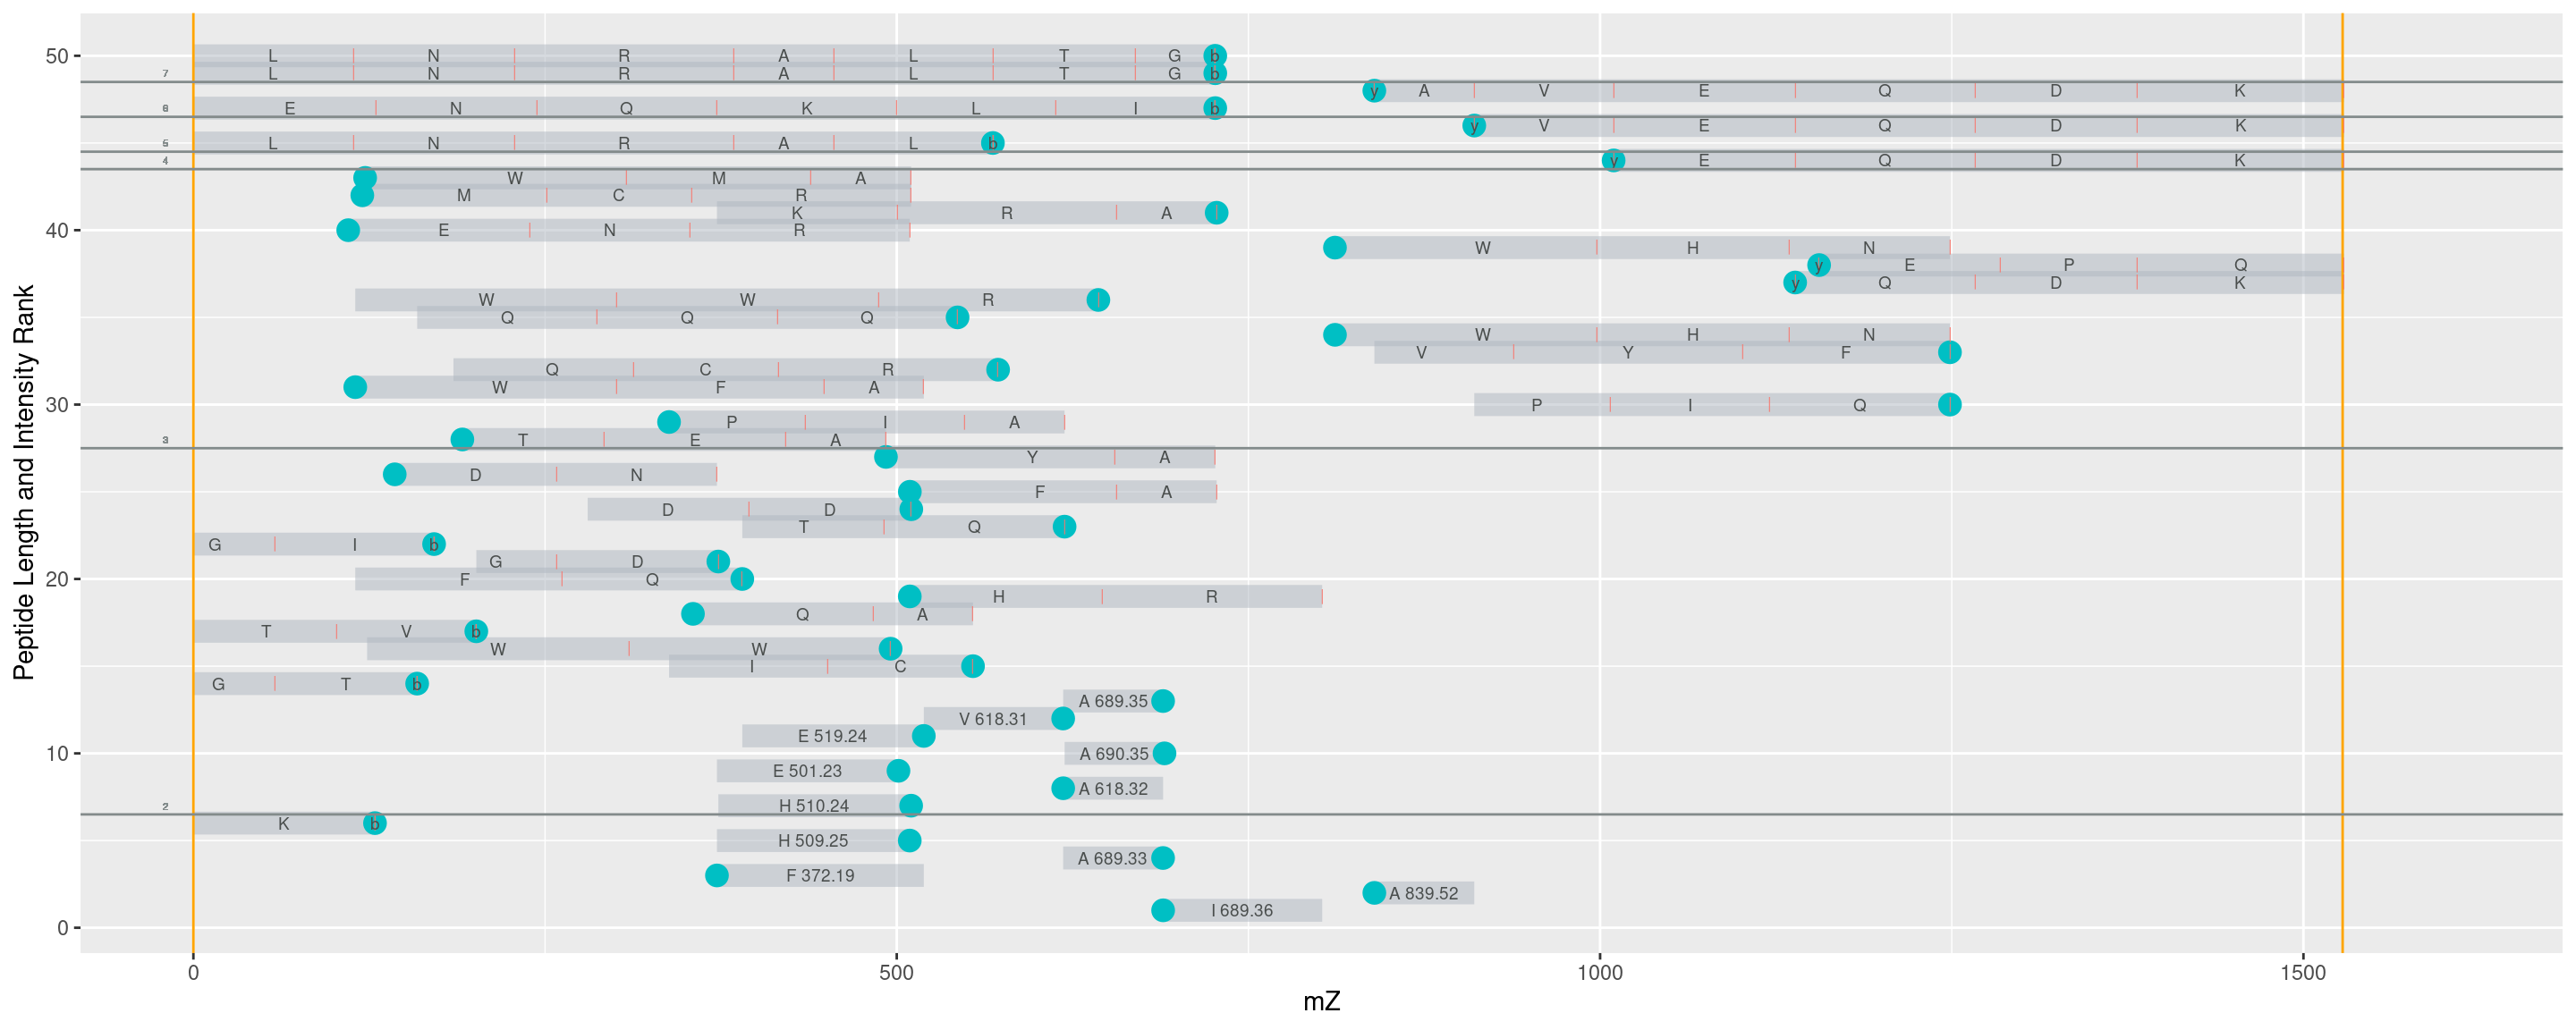 50 L N R A L T G b
7 L N R A L T G b
y A V E Q D K
E N Q K L I b
y V E Q D K
L N R A L b
4 y E Q D K
W M A
M C R
K R A
40 E N R
W H N
y E P Q
y Q D K
W W R
Q Q Q
W H N
V Y F
Q C R
W F A
30 P I Q
P I A
3 T E A
Y A
D N
F A
D D
T Q
G I b
G D
20 F Q
H R
Q A
T V b
W W
I C
G T b
A 689.35
V 618.31
E 519.24
10 A 690.35
E 501.23
A 618.32
2 H 510.24
K b
H 509.25
A 689.33
F 372.19
A 839.52
I 689.36
0
0 500 1000 1500
mZ
Peptide Length and Intensity Rank